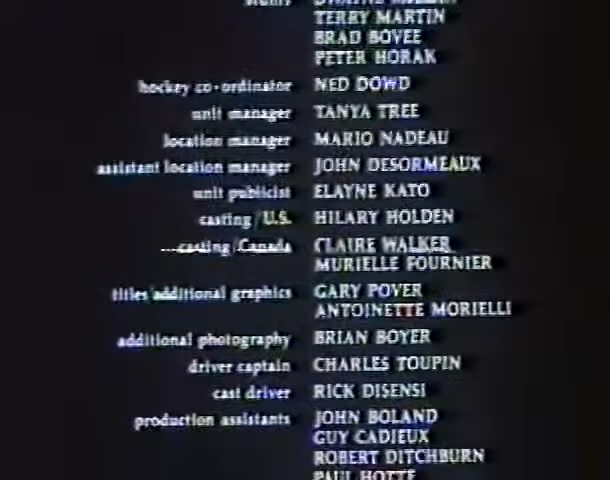 stunts
TERRY MARTIN
BRAD BOVEE
PETER HORAK
hockey co-ordinator NED DOWD
unit manager TANYA TREE
location manager MARIO NADEAU
assistant location manager JOHN DESORMEAUX
unit publicist ELAYNE KATO
casting/U.S. HILARY HOLDEN
casting/Canada CLAIRE WALKER
MURIELLE FOURNIER
titles/additional graphics GARY POVER
ANTOINETTE MORIELLI
additional photography BRIAN BOYER
driver captain CHARLES TOUPIN
cast driver RICK DISENSI
production assistants JOHN BOLAND
GUY CADIEUX
ROBERT DITCHBURN
PAUL HOTTE